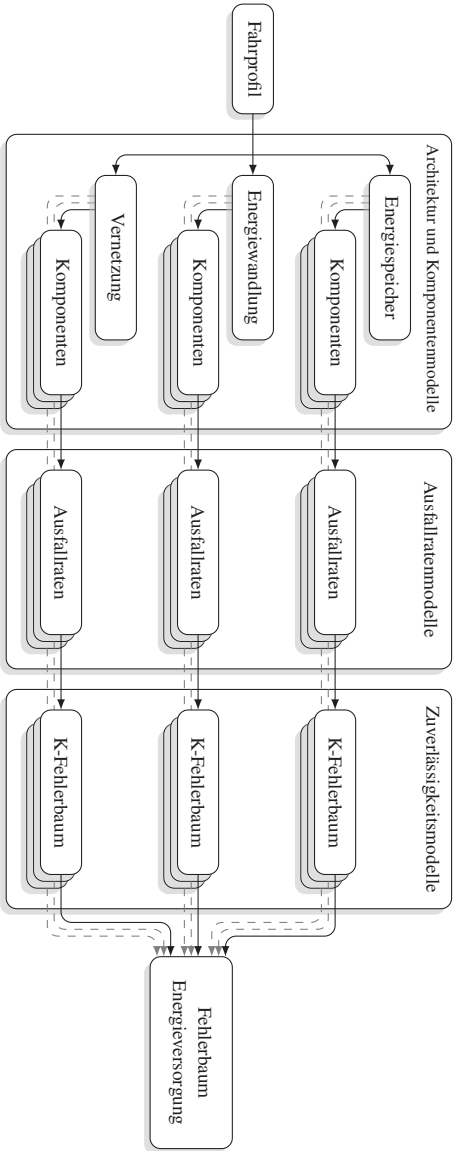 Fahrprofil
Architektur und Komponentenmodelle
Energiespeicher
Komponenten
Energiewandlung
Komponenten
Vernetzung
Komponenten
Ausfallratenmodelle
Ausfallraten
Ausfallraten
Ausfallraten
Zuverlässigkeitsmodelle
K-Fehlerbaum
K-Fehlerbaum
K-Fehlerbaum
Fehlerbaum
Energieversorgung